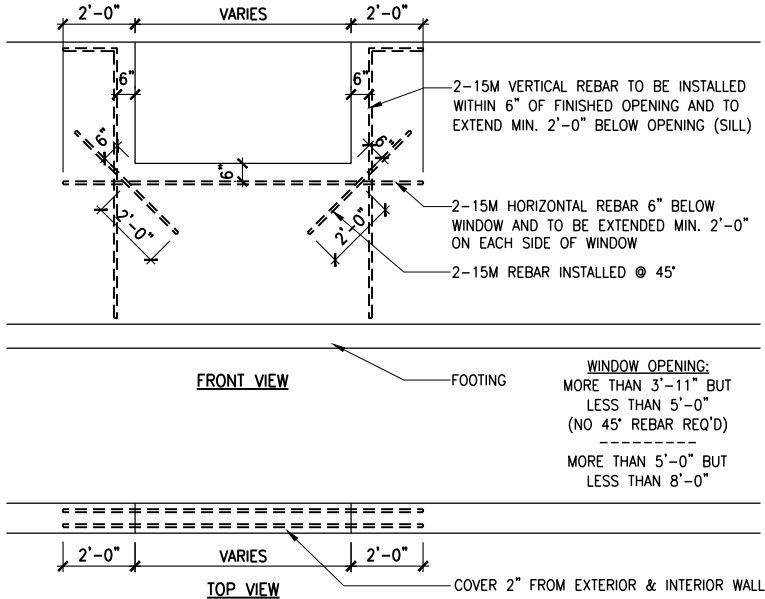 2'-0" VARIES 2'-0"
6" 6"
2-15M VERTICAL REBAR TO BE INSTALLED
WITHIN 6" OF FINISHED OPENING AND TO
EXTEND MIN. 2'-0" BELOW OPENING (SILL)
6" 6" 6"
2'-0" 2'-0"
2-15M HORIZONTAL REBAR 6" BELOW
WINDOW AND TO BE EXTENDED MIN. 2'-0"
ON EACH SIDE OF WINDOW
2-15M REBAR INSTALLED @ 45°
FRONT VIEW
FOOTING
WINDOW OPENING:
MORE THAN 3'-11" BUT
LESS THAN 5'-0"
(NO 45° REBAR REQ'D)
----------
MORE THAN 5'-0" BUT
LESS THAN 8'-0"
2'-0" VARIES 2'-0"
TOP VIEW
COVER 2" FROM EXTERIOR & INTERIOR WALL